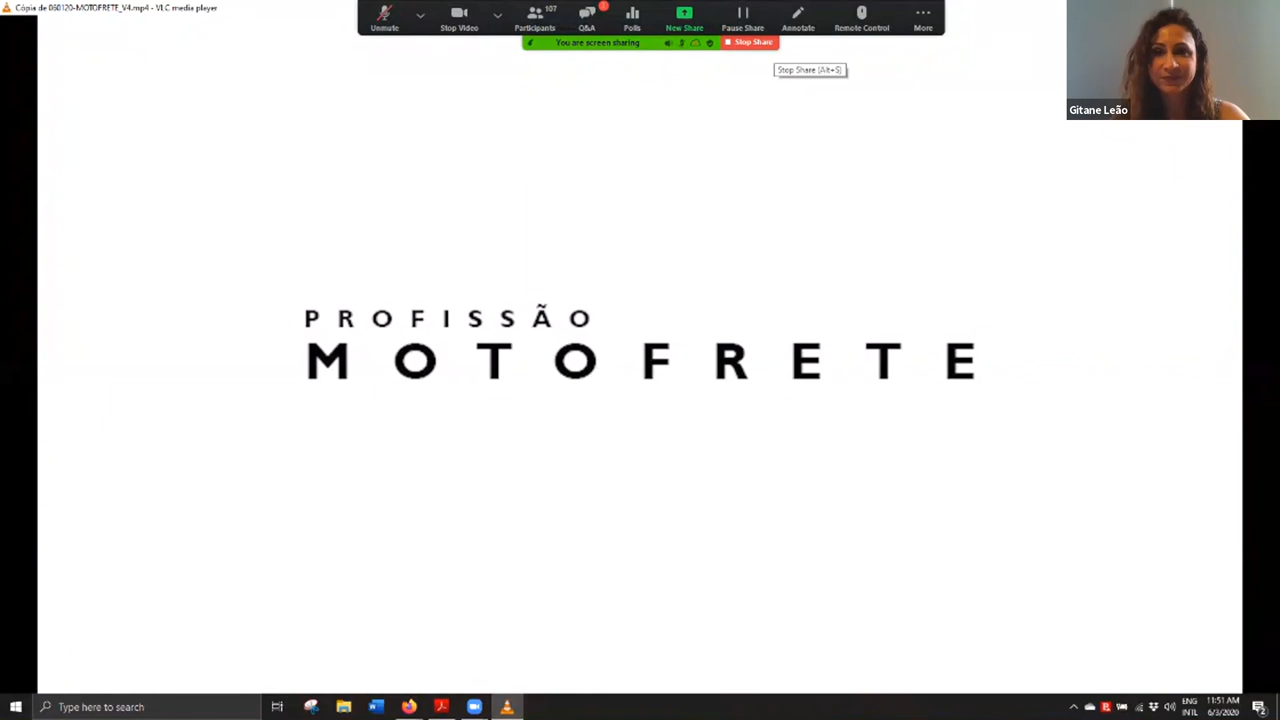 Cópia de 060120-MOTOFRETE_V4.mp4 - VLC media player
107
Unmute Stop Video Participants Q&A Polls New Share Pause Share Annotate Remote Control More
You are screen sharing Stop Share
Stop Share (Alt+S)
Gitane Leão
PROFISSÃO
MOTOFRETE
Type here to search
ENG 11:51 AM
INTL 6/3/2020
2